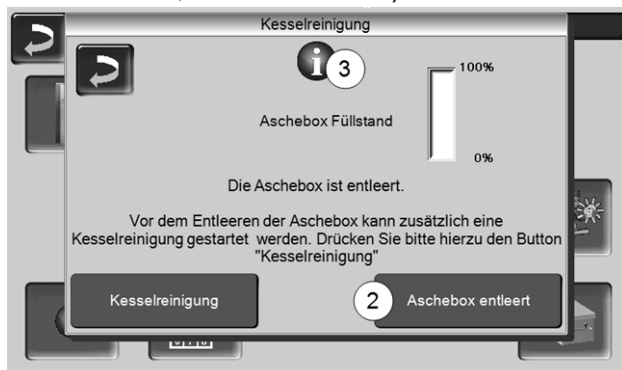 Kesselreinigung
i
3
100%
Aschebox Füllstand
0%
Die Aschebox ist entleert.
Vor dem Entleeren der Aschebox kann zusätzlich eine
Kesselreinigung gestartet werden. Drücken Sie bitte hierzu den Button
"Kesselreinigung"
Kesselreinigung
2
Aschebox entleert